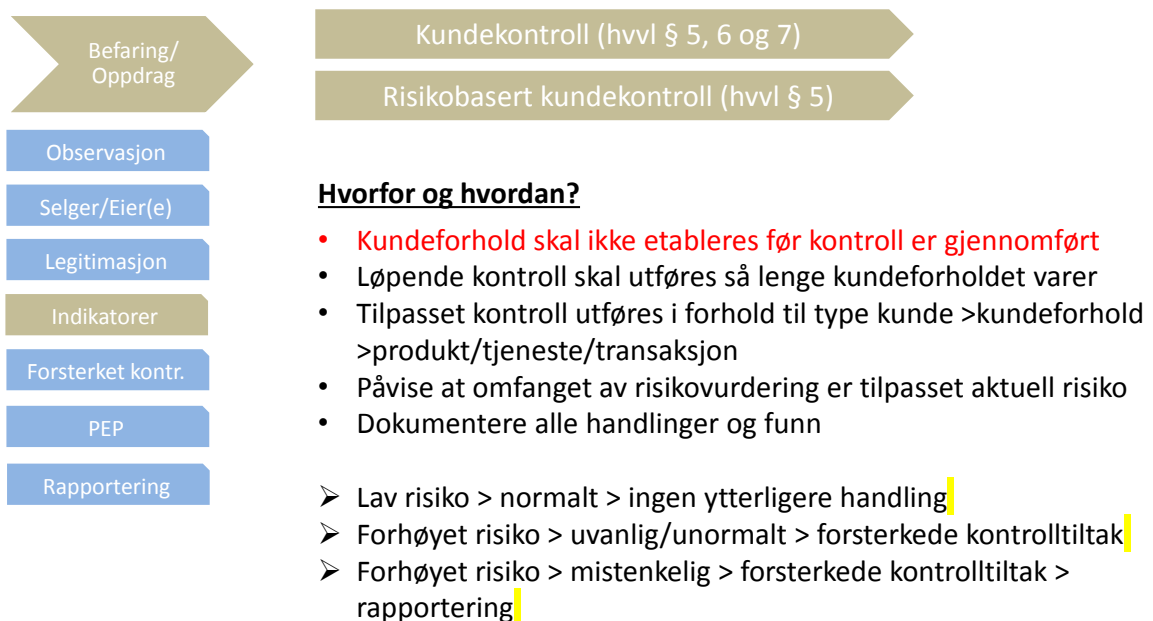 Befaring/
Oppdrag
Kundekontroll (hvvl § 5, 6 og 7)
Risikobasert kundekontroll (hvvl § 5)
Observasjon
Selger/Eier(e)
Legitimasjon
Indikatorer
Forsterket kontr.
PEP
Rapportering
Hvorfor og hvordan?
• Kundeforhold skal ikke etableres før kontroll er gjennomført
• Løpende kontroll skal utføres så lenge kundeforholdet varer
• Tilpasset kontroll utføres i forhold til type kunde >kundeforhold
>produkt/tjeneste/transaksjon
• Påvise at omfanget av risikovurdering er tilpasset aktuell risiko
• Dokumentere alle handlinger og funn
➢ Lav risiko > normalt > ingen ytterligere handling
➢ Forhøyet risiko > uvanlig/unormalt > forsterkede kontrolltiltak
➢ Forhøyet risiko > mistenkelig > forsterkede kontrolltiltak >
rapportering